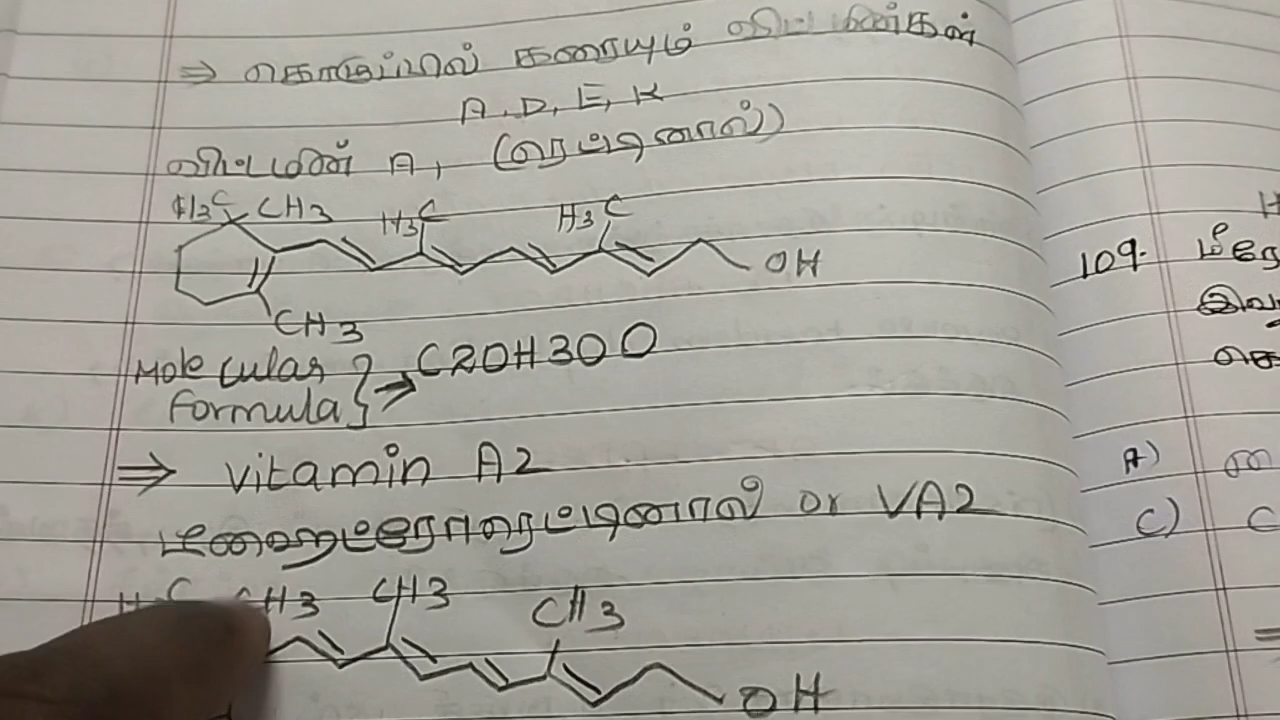 ⇒ கொழுப்பில் கரையும் விட்டமின்கள்
A, D, E, K
விட்டமின் A, (ரெட்டினால்)
H3C CH3 H3C H3C
OH
CH3
Molecular formula } → C20H30O
⇒ Vitamin A2
டீஹைட்ரோரெட்டினால் or VA2
CH3 CH3 CH3
OH
H
109.
A)
C) C